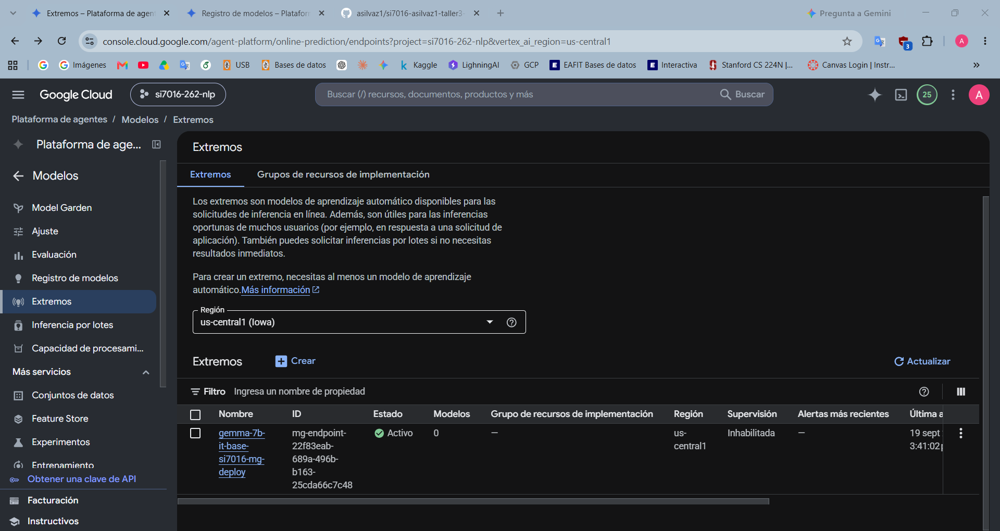 Extremos – Plataforma de agent
Registro de modelos – Platafor
asilvaz1/si7016-asilvaz1-taller3-
Pregunta a Gemini
console.cloud.google.com/agent-platform/online-prediction/endpoints?project=si7016-262-nlp&vertex_ai_region=us-central1
3
A
Imágenes
USB
Bases de datos
Kaggle
LighningAI
GCP
EAFIT Bases de datos
Interactiva
Stanford CS 224N |...
Canvas Login | Instr...
Google Cloud
si7016-262-nlp
Buscar (/) recursos, documentos, productos y más
Buscar
25
A
Plataforma de agentes / Modelos / Extremos
Plataforma de age...
Modelos
Model Garden
Ajuste
Evaluación
Registro de modelos
Extremos
Inferencia por lotes
Capacidad de procesami...
Más servicios
Conjuntos de datos
Feature Store
Experimentos
Entrenamiento
Obtener una clave de API
Facturación
Instructivos
Extremos
Extremos
Grupos de recursos de implementación
Los extremos son modelos de aprendizaje automático disponibles para las
solicitudes de inferencia en línea. Además, son útiles para las inferencias
oportunas de muchos usuarios (por ejemplo, en respuesta a una solicitud de
aplicación). También puedes solicitar inferencias por lotes si no necesitas
resultados inmediatos.
Para crear un extremo, necesitas al menos un modelo de aprendizaje
automático.Más información
Región
us-central1 (Iowa)
Extremos
Crear
Actualizar
Filtro
Ingresa un nombre de propiedad
Nombre
ID
Estado
Modelos
Grupo de recursos de implementación
Región
Supervisión
Alertas más recientes
Última a
gemma-7b-
it-base-
si7016-mg-
deploy
mg-endpoint-
22f83eab-
689a-496b-
b163-
25cda66c7c48
Activo
0
—
us-
central1
Inhabilitada
—
19 sept
3:41:02